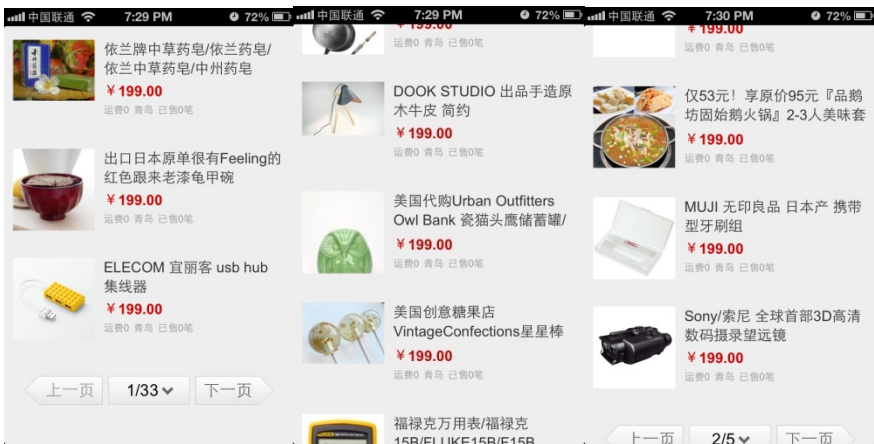 中国联通 7:29 PM 72%
依兰牌中草药皂/依兰药皂/
依兰中草药皂/中州药皂
¥199.00
运费0 青岛 已售0笔
出口日本原单很有Feeling的
红色跟来老漆龟甲碗
¥199.00
运费0 青岛 已售0笔
ELECOM 宜丽客 usb hub
集线器
¥199.00
运费0 青岛 已售0笔
上一页 1/33 下一页
中国联通 7:29 PM 72%
¥199.00
运费0 青岛 已售0笔
DOOK STUDIO 出品手造原
木牛皮 简约
¥199.00
运费0 青岛 已售0笔
美国代购Urban Outfitters
Owl Bank 瓷猫头鹰储蓄罐/
¥199.00
运费0 青岛 已售0笔
美国创意糖果店
VintageConfections星星棒
¥199.00
运费0 青岛 已售0笔
福禄克万用表/福禄克
15B/FLUKE15B/F15B
中国联通 7:30 PM 72%
¥199.00
运费0 青岛 已售0笔
仅53元！享原价95元『品鹅
坊固始鹅火锅』2-3人美味套
¥199.00
运费0 青岛 已售0笔
MUJI 无印良品 日本产 携带
型牙刷组
¥199.00
运费0 青岛 已售0笔
Sony/索尼 全球首部3D高清
数码摄录望远镜
¥199.00
运费0 青岛 已售0笔
上一页 2/5 下一页